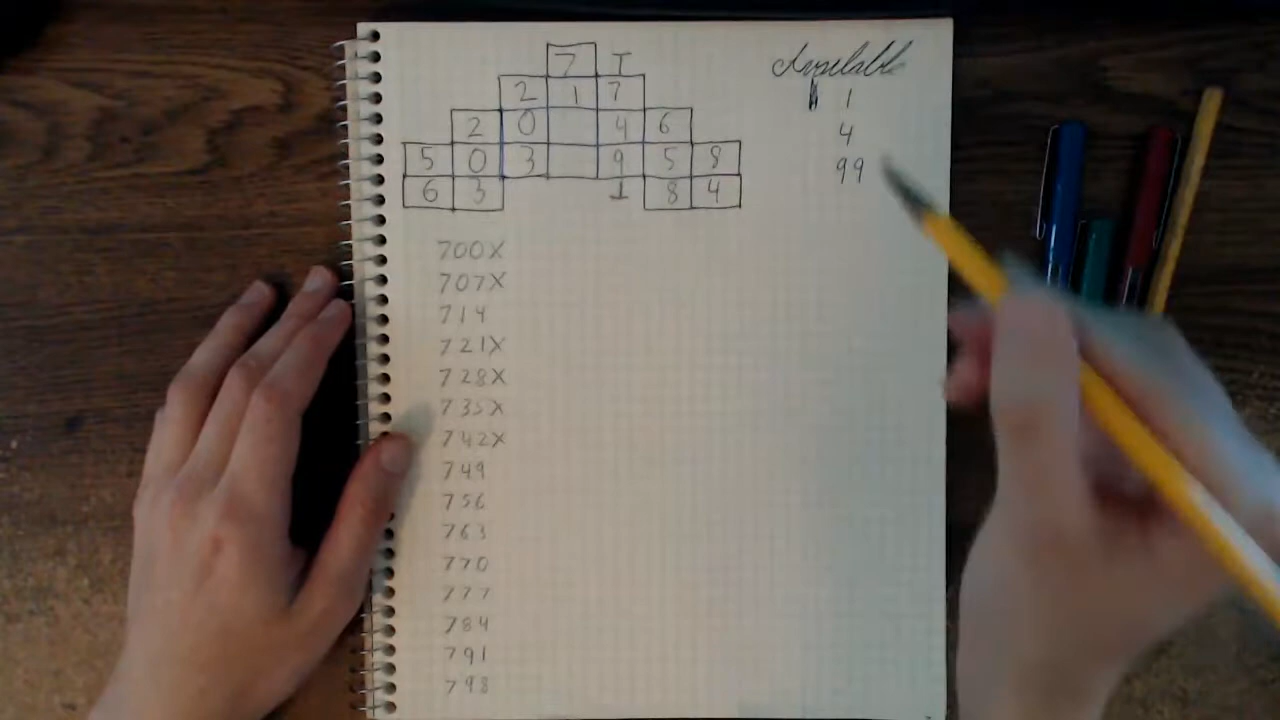 7 I
2 1 7
2 0 4 6
5 0 3 9 5 8
6 3 I 8 4
Available
1
4
99
700X
707X
714
721X
728X
735X
742X
749
756
763
770
777
784
791
798